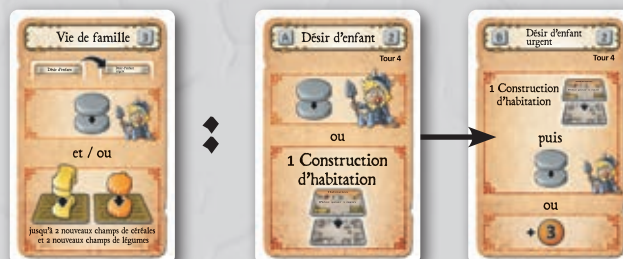 Vie de famille 3
Désir d'enfant
et / ou
jusqu'à 2 nouveaux champs de céréales
et 2 nouveaux champs de légumes
A Désir d'enfant 2
Tour 4
ou
1 Construction
d'habitation
B Désir d'enfant
urgent 2
Tour 4
1 Construction
d'habitation
puis
ou
+ 3